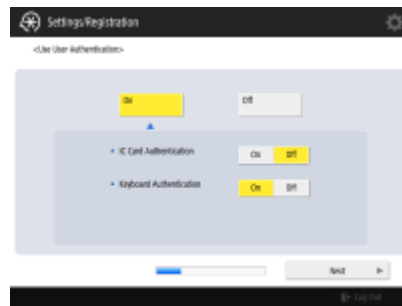 Settings/Registration
<Use User Authentication>
On Off
IC Card Authentication On Off
Keyboard Authentication On Off
Next
Log Out